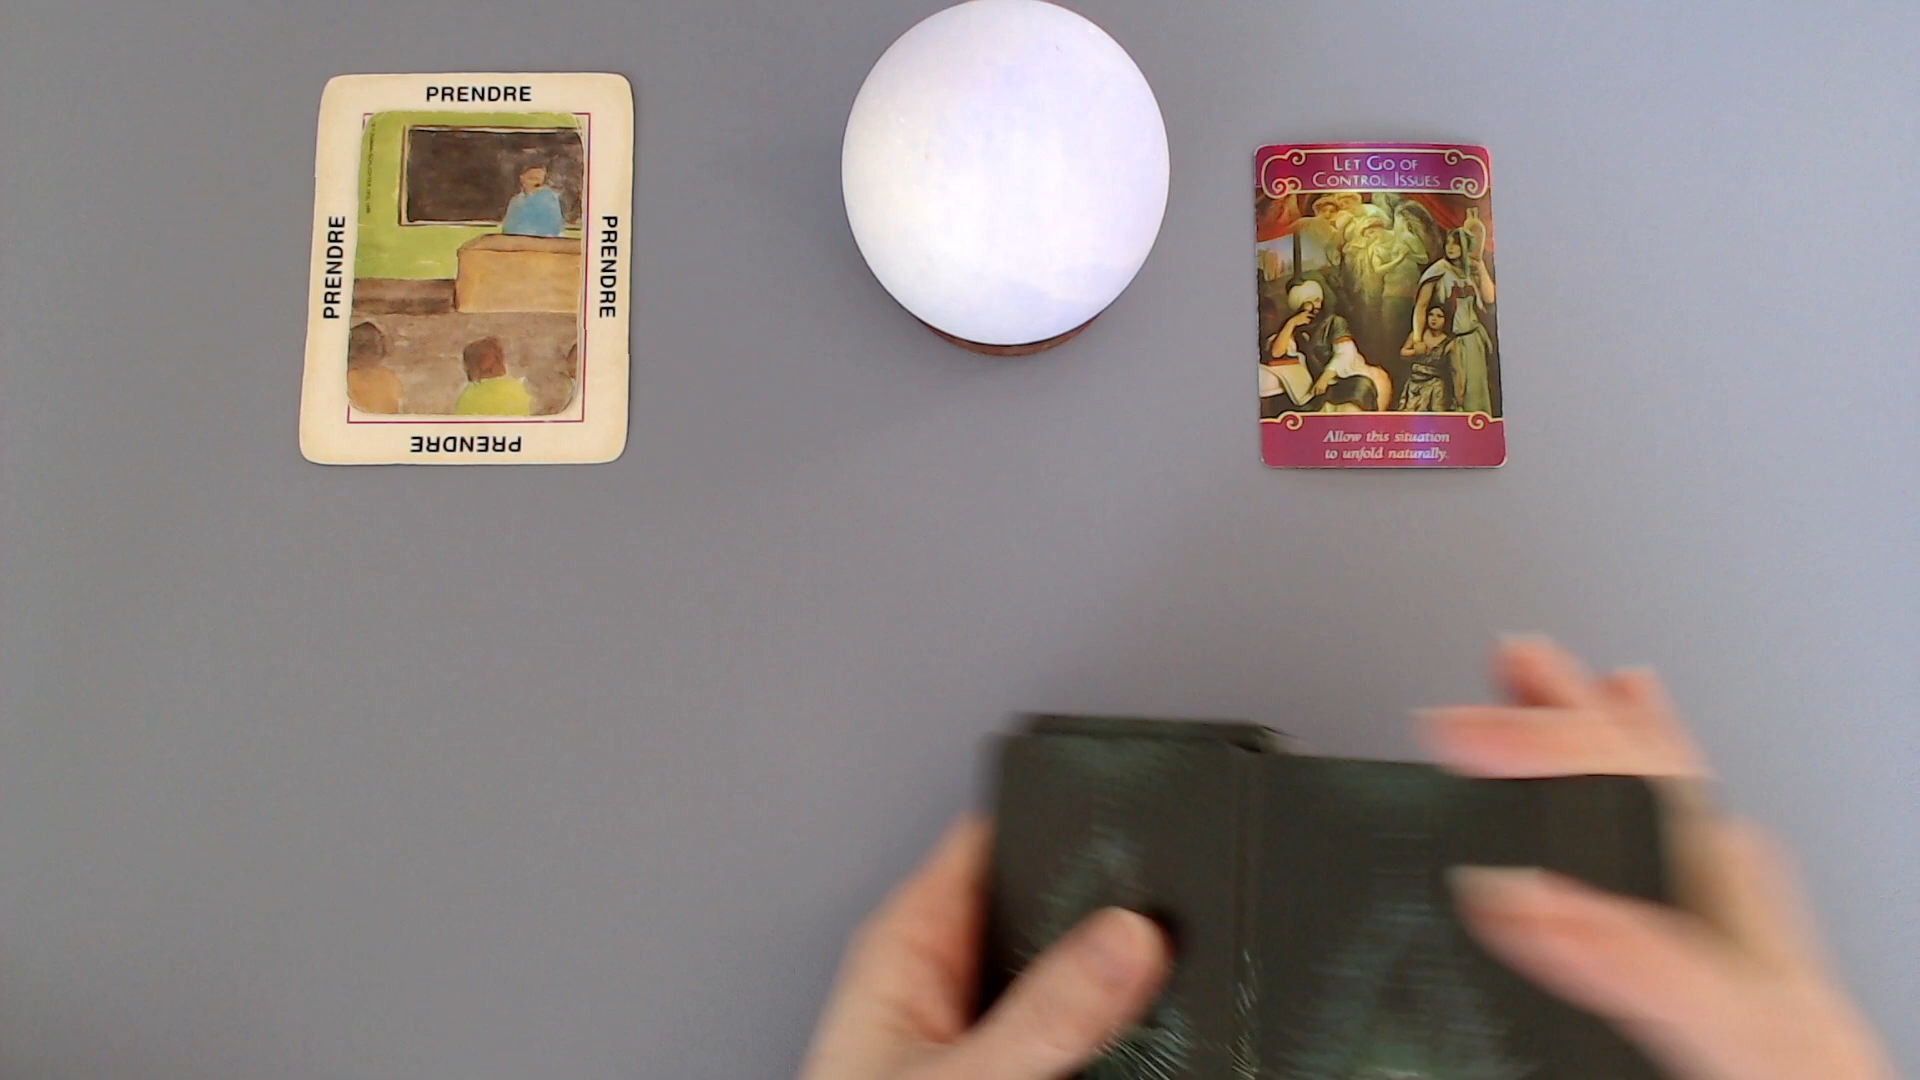 PRENDRE
PRENDRE
PRENDRE
PRENDRE
LET GO OF
CONTROL ISSUES
Allow this situation
to unfold naturally.